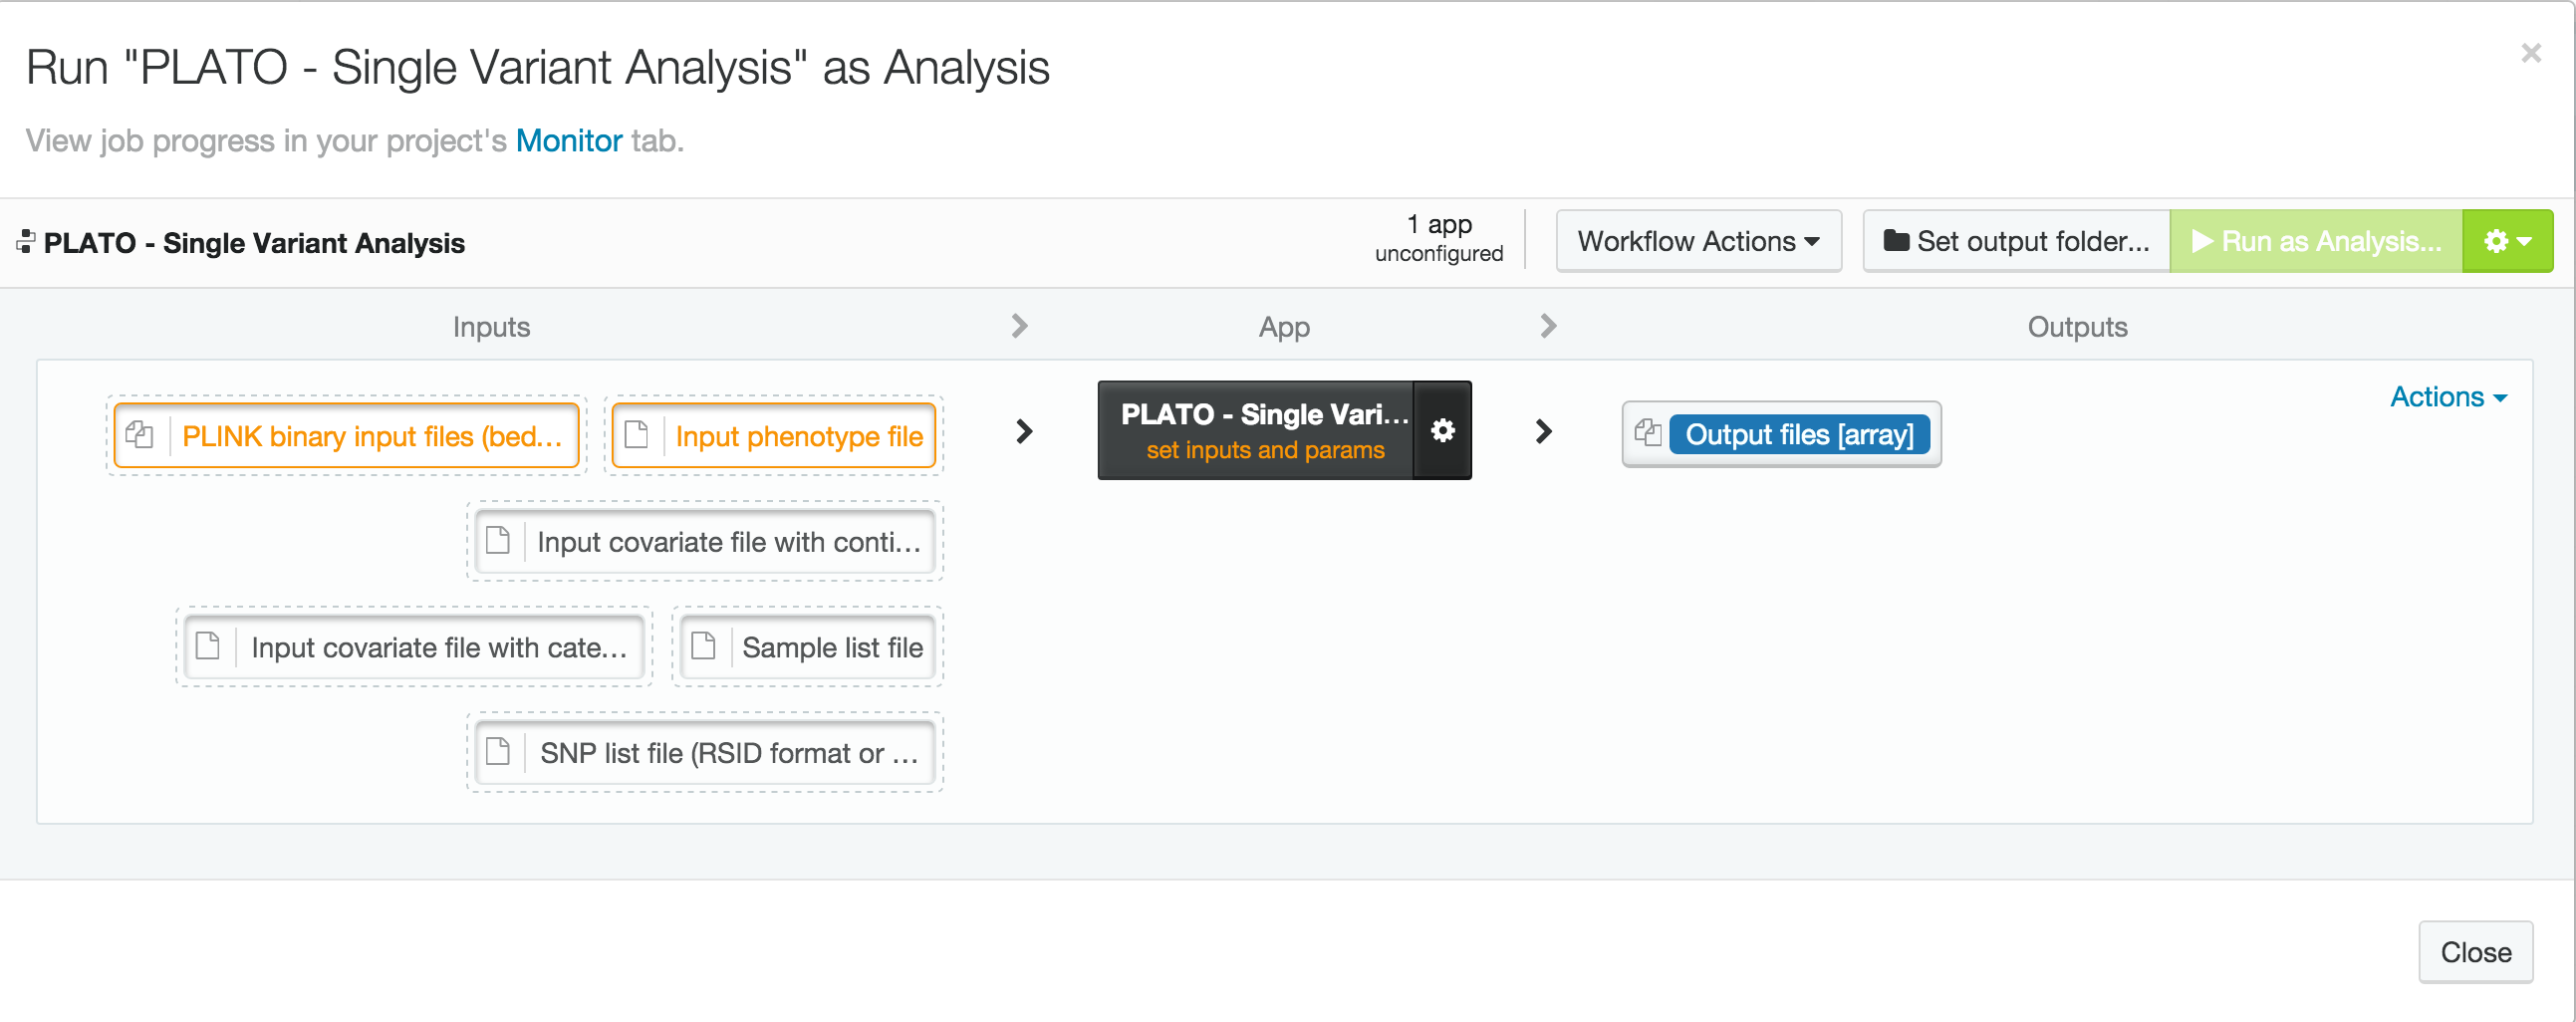 Run "PLATO - Single Variant Analysis" as Analysis
×
View job progress in your project's Monitor tab.
PLATO - Single Variant Analysis
1 app
unconfigured
Workflow Actions
Set output folder...
Run as Analysis...
Inputs
App
Outputs
PLINK binary input files (bed...
Input phenotype file
PLATO - Single Vari...
set inputs and params
Output files [array]
Actions
Input covariate file with conti...
Input covariate file with cate...
Sample list file
SNP list file (RSID format or ...
Close